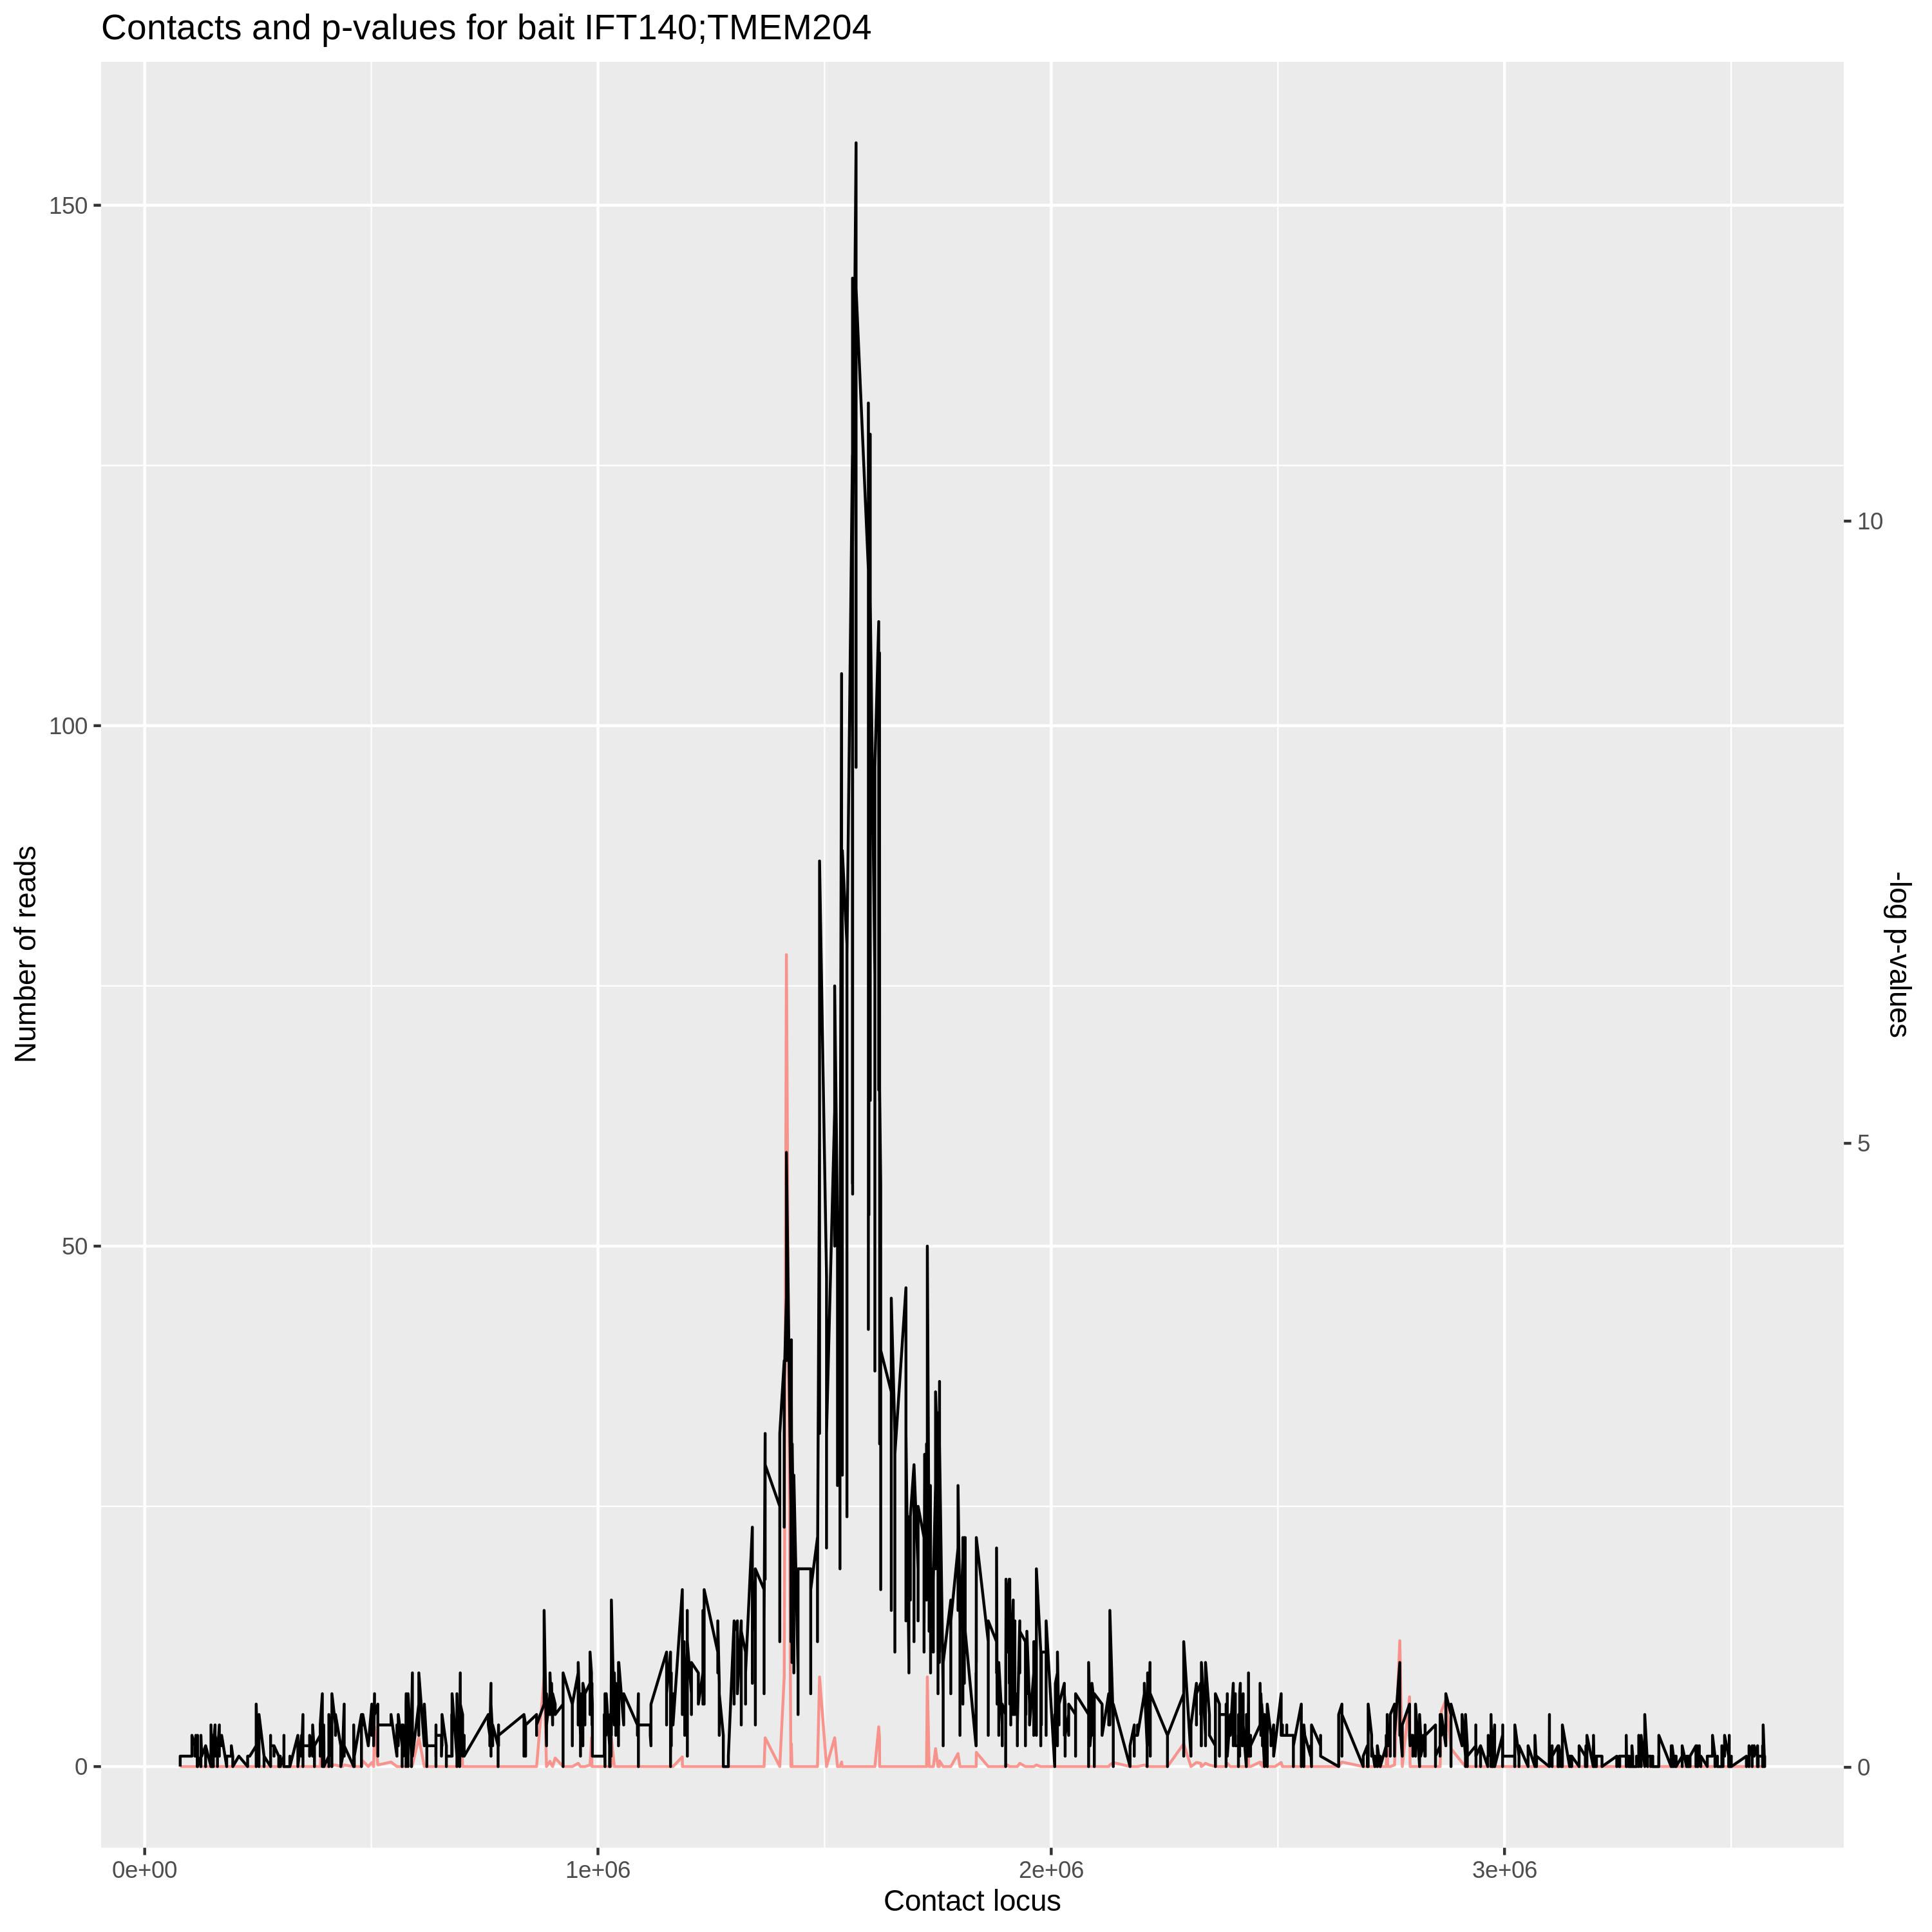 Contacts and p-values for bait IFT140;TMEM204
150
100
50
0
Number of reads
10
5
0
-log p-values
0e+00
1e+06
2e+06
3e+06
Contact locus